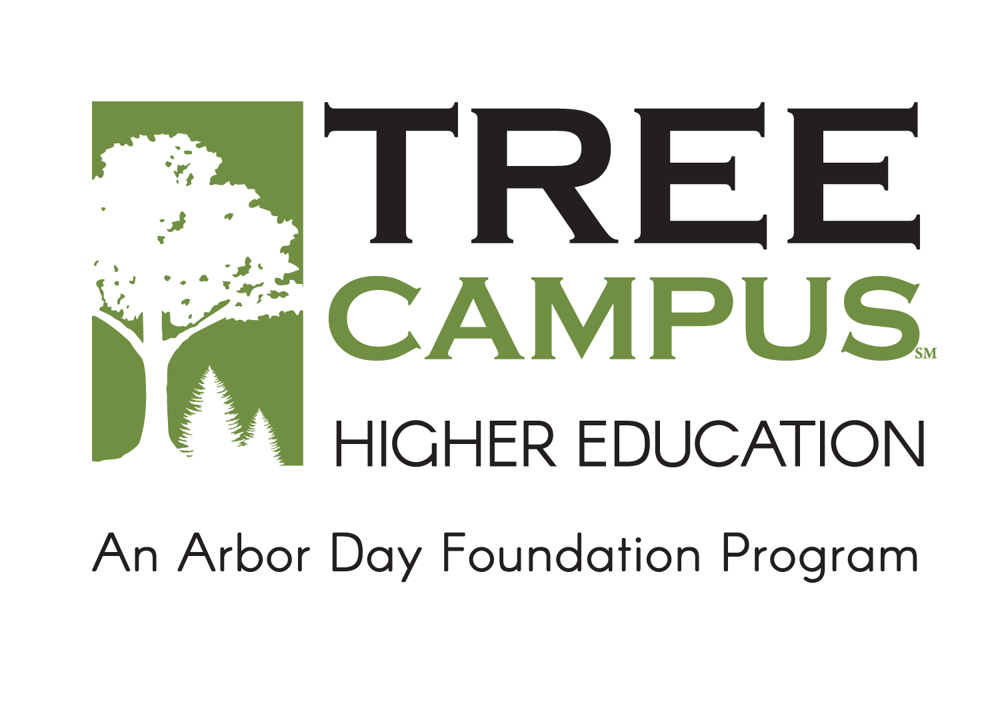 TREE
CAMPUS SM
HIGHER EDUCATION
An Arbor Day Foundation Program